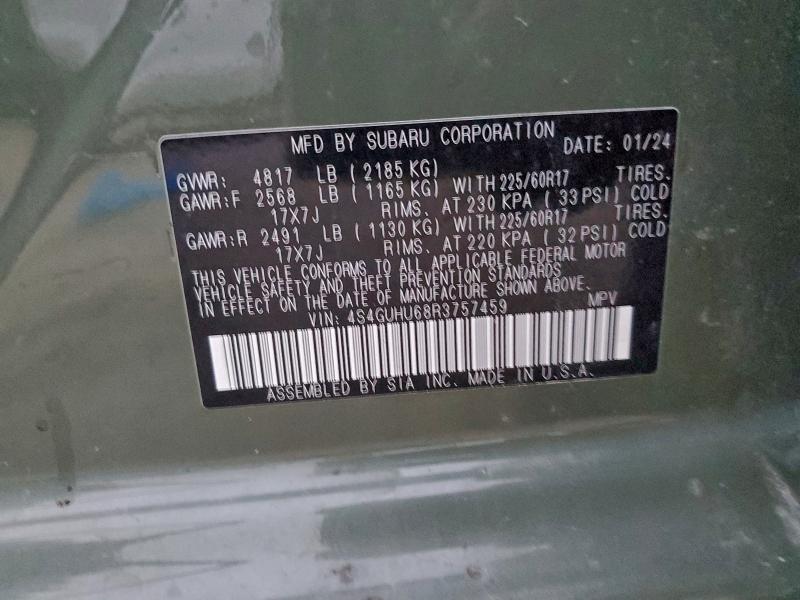 MFD BY SUBARU CORPORATION DATE: 01/24
GVWR: 4817 LB ( 2185 KG)
GAWR:F 2568 LB ( 1165 KG) WITH 225/60R17 TIRES.
17X7J RIMS. AT 230 KPA ( 33 PSI) COLD
GAWR:R 2491 LB ( 1130 KG) WITH 225/60R17 TIRES.
17X7J RIMS. AT 220 KPA ( 32 PSI) COLD
THIS VEHICLE CONFORMS TO ALL APPLICABLE FEDERAL MOTOR
VEHICLE SAFETY AND THEFT PREVENTION STANDARDS
IN EFFECT ON THE DATE OF MANUFACTURE SHOWN ABOVE.
VIN: 4S4GUHU68R3757459 MPV
ASSEMBLED BY SIA INC. MADE IN U.S.A.